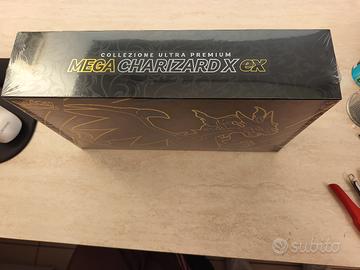 COLLEZIONE ULTRA PREMIUM
MEGA CHARIZARD X ex
subito